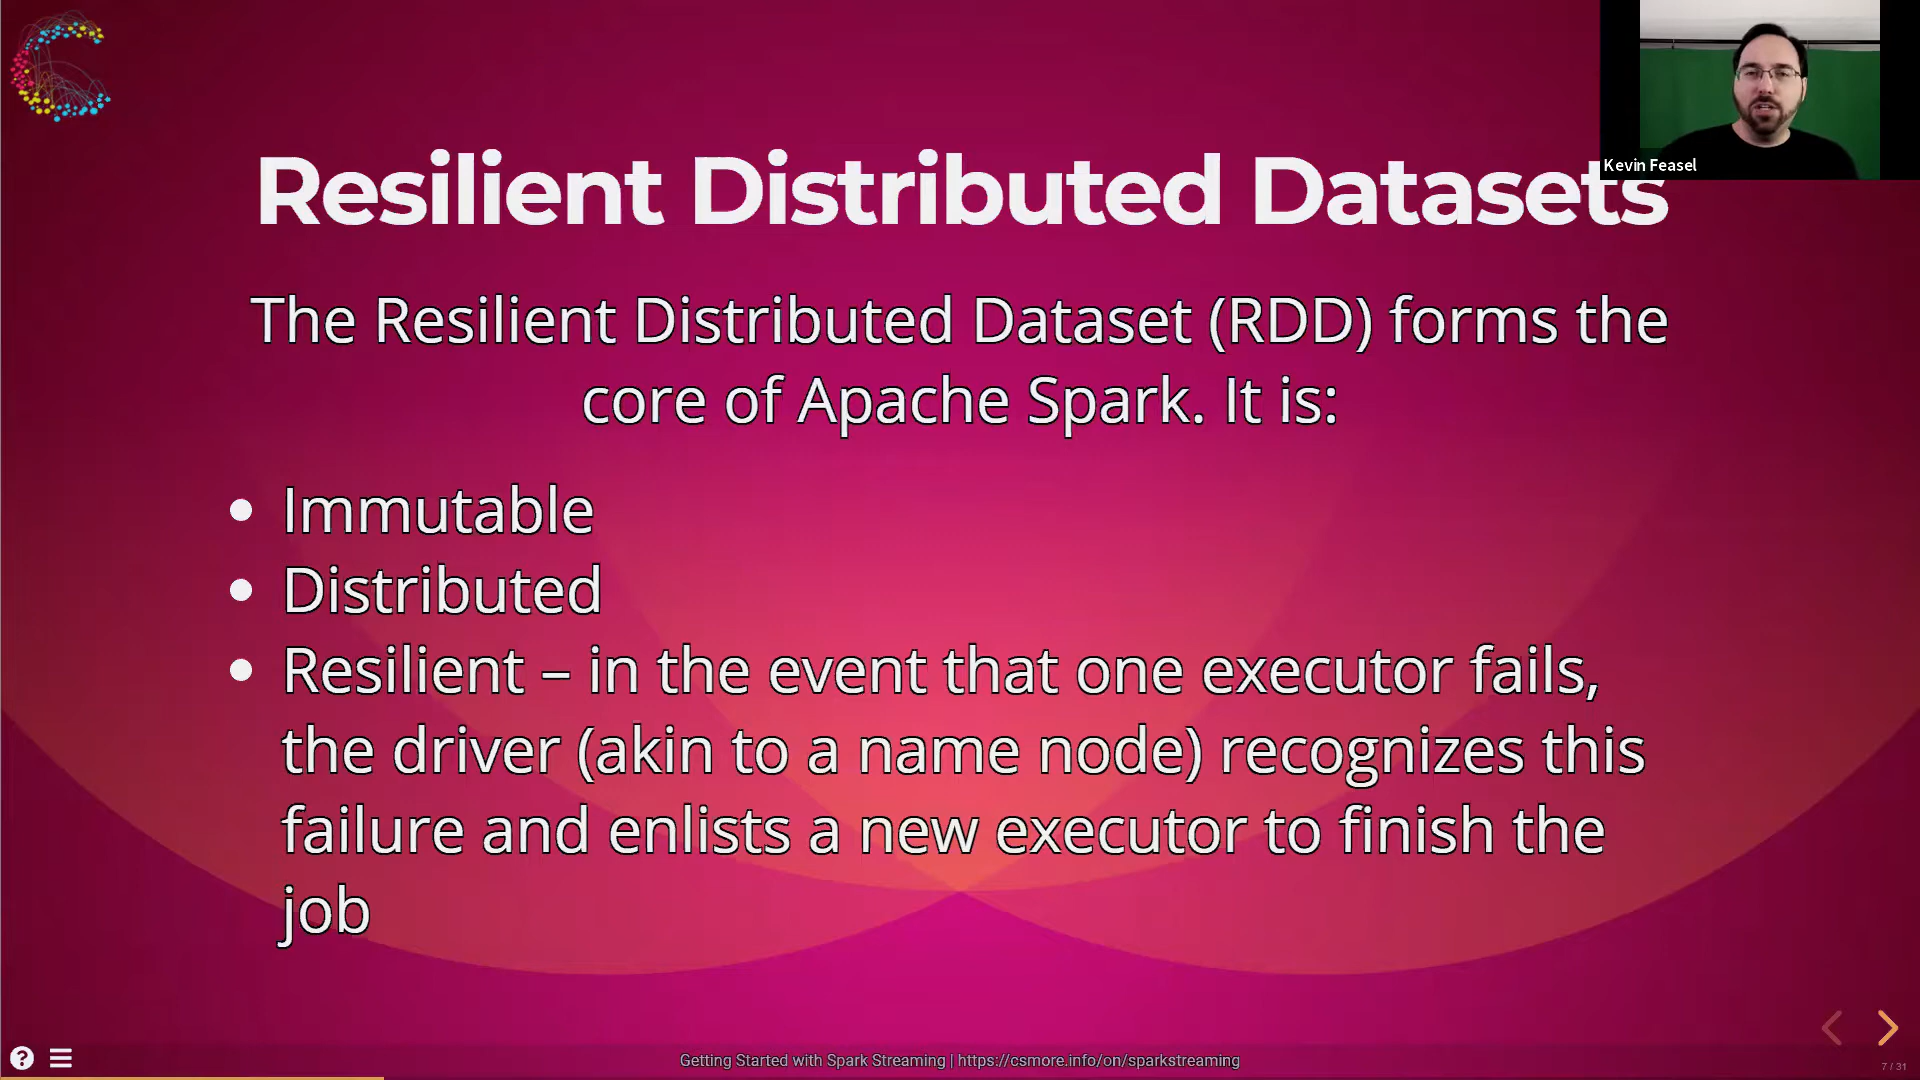 Kevin Feasel
Resilient Distributed Datasets
The Resilient Distributed Dataset (RDD) forms the
core of Apache Spark. It is:
Immutable
Distributed
Resilient – in the event that one executor fails,
the driver (akin to a name node) recognizes this
failure and enlists a new executor to finish the
job
Getting Started with Spark Streaming | https://csmore.info/on/sparkstreaming
7 / 31